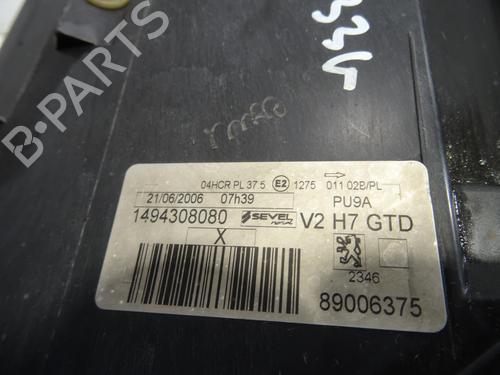 B-PARTS
04HCR PL 37 5 E2 1275 011 02B/PL
21/06/2006 07h39 PU9A
1494308080 SEVEL V2 H7 GTD
X
2346
89006375